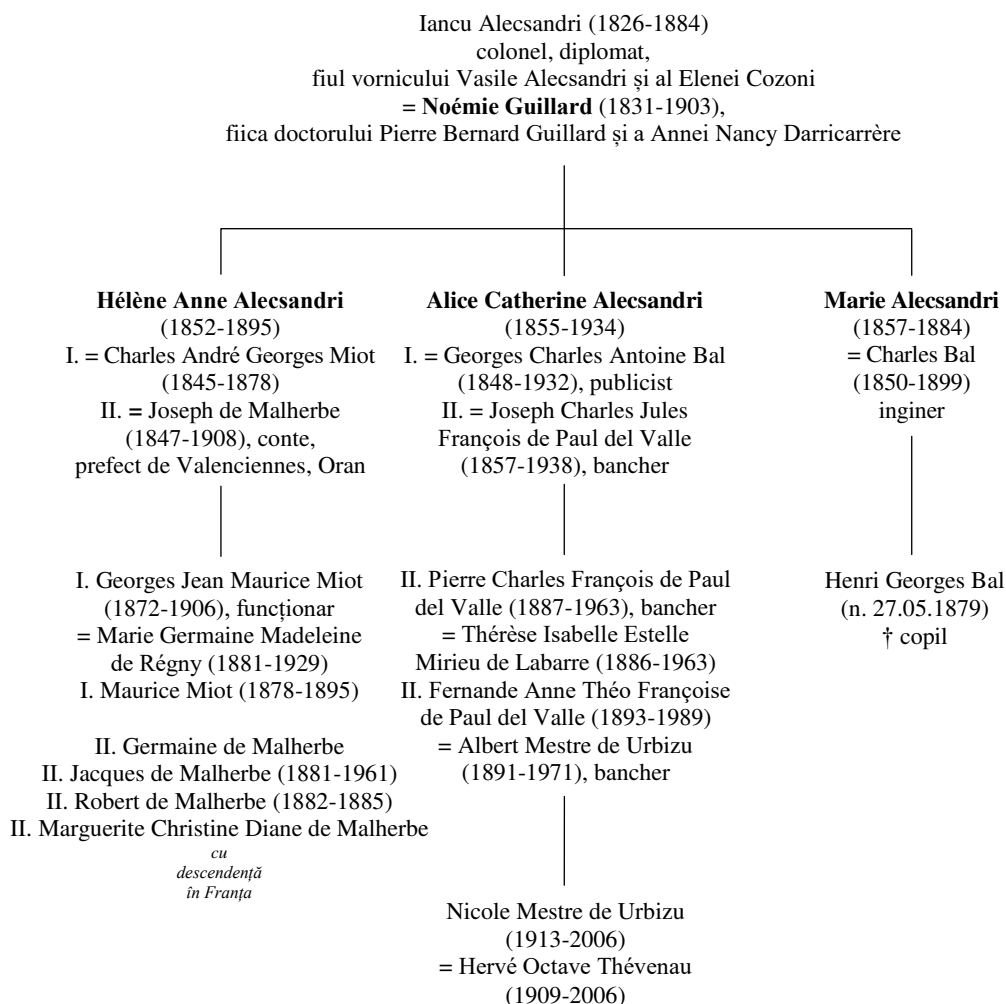 Iancu Alecsandri (1826-1884)
colonel, diplomat,
fiul vornicului Vasile Alecsandri și al Elenei Cozoni
= Noémie Guillard (1831-1903),
fiica doctorului Pierre Bernard Guillard și a Annei Nancy Darricarrère
Hélène Anne Alecsandri
(1852-1895)
I. = Charles André Georges Miot
(1845-1878)
II. = Joseph de Malherbe
(1847-1908), conte,
prefect de Valenciennes, Oran
I. Georges Jean Maurice Miot
(1872-1906), funcționar
= Marie Germaine Madeleine
de Régny (1881-1929)
I. Maurice Miot (1878-1895)
II. Germaine de Malherbe
II. Jacques de Malherbe (1881-1961)
II. Robert de Malherbe (1882-1885)
II. Marguerite Christine Diane de Malherbe
cu
descendență
în Franța
Alice Catherine Alecsandri
(1855-1934)
I. = Georges Charles Antoine Bal
(1848-1932), publicist
II. = Joseph Charles Jules
François de Paul del Valle
(1857-1938), bancher
II. Pierre Charles François de Paul
del Valle (1887-1963), bancher
= Thérèse Isabelle Estelle
Mirieu de Labarre (1886-1963)
II. Fernande Anne Théo Françoise
de Paul del Valle (1893-1989)
= Albert Mestre de Urbizu
(1891-1971), bancher
Nicole Mestre de Urbizu
(1913-2006)
= Hervé Octave Thévenau
(1909-2006)
Marie Alecsandri
(1857-1884)
= Charles Bal
(1850-1899)
inginer
Henri Georges Bal
(n. 27.05.1879)
† copil